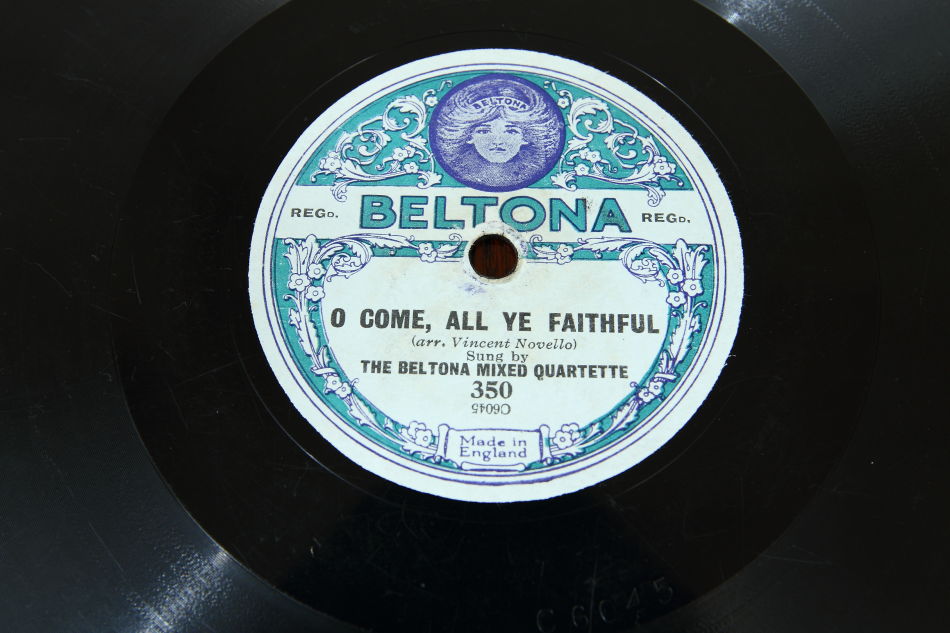 BELTONA
REGD. BELTONA REGD.
O COME, ALL YE FAITHFUL
(arr. Vincent Novello)
Sung by
THE BELTONA MIXED QUARTETTE
350
C6045
Made in
England
C6045